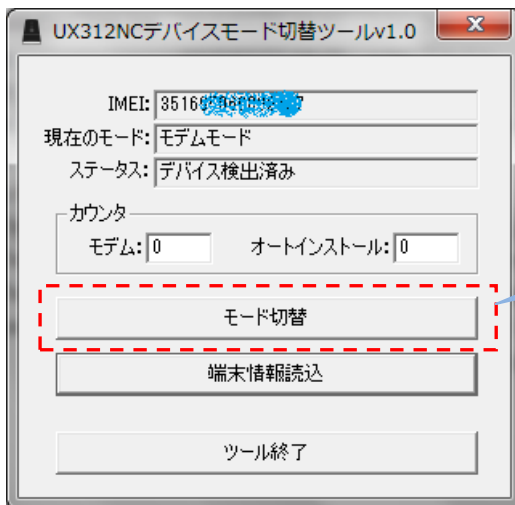 UX312NCデバイスモード切替ツールv1.0
IMEI: 3516
現在のモード: モデムモード
ステータス: デバイス検出済み
カウンタ
モデム: 0 オートインストール: 0
モード切替
端末情報読込
ツール終了